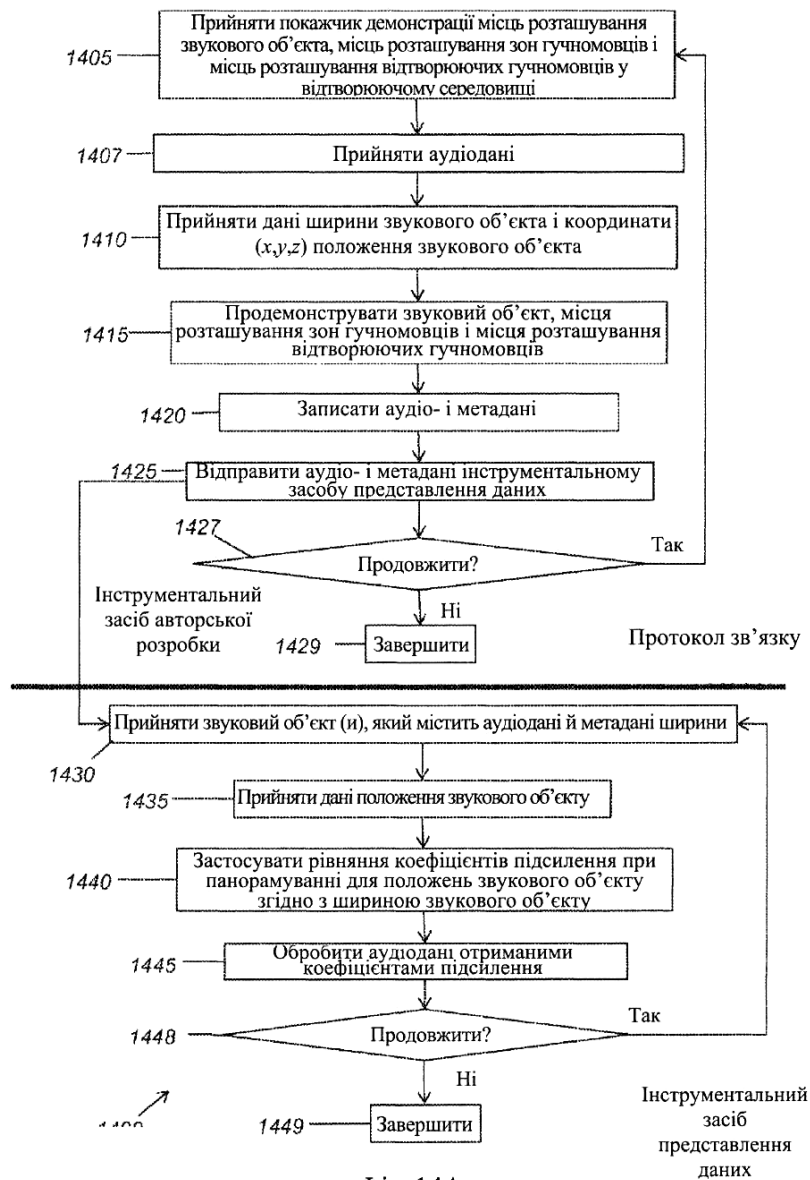 1405
Прийняти покажчик демонстрації місць розташування
звукового об’єкта, місць розташування зон гучномовців і
місць розташування відтворюючих гучномовців у
відтворюючому середовищі
1407
Прийняти аудіодані
1410
Прийняти дані ширини звукового об’єкта і координати
(x,y,z) положення звукового об’єкта
1415
Продемонструвати звуковий об’єкт, місця
розташування зон гучномовців і місця розташування
відтворюючих гучномовців
1420
Записати аудіо- і метадані
1425
Відправити аудіо- і метадані інструментальному
засобу представлення даних
1427
Продовжити?
Так
Ні
1429
Завершити
Інструментальний
засіб авторської
розробки
Протокол зв’язку
Прийняти звуковий об’єкт (и), який містить аудіодані й метадані ширини
1430
1435
Прийняти дані положення звукового об’єкту
1440
Застосувати рівняння коефіцієнтів підсилення при
панорамуванні для положень звукового об’єкту
згідно з шириною звукового об’єкту
1445
Обробити аудіодані отриманими
коефіцієнтами підсилення
1448
Продовжити?
Так
Ні
1449
Завершити
Інструментальний
засіб
представлення
даних